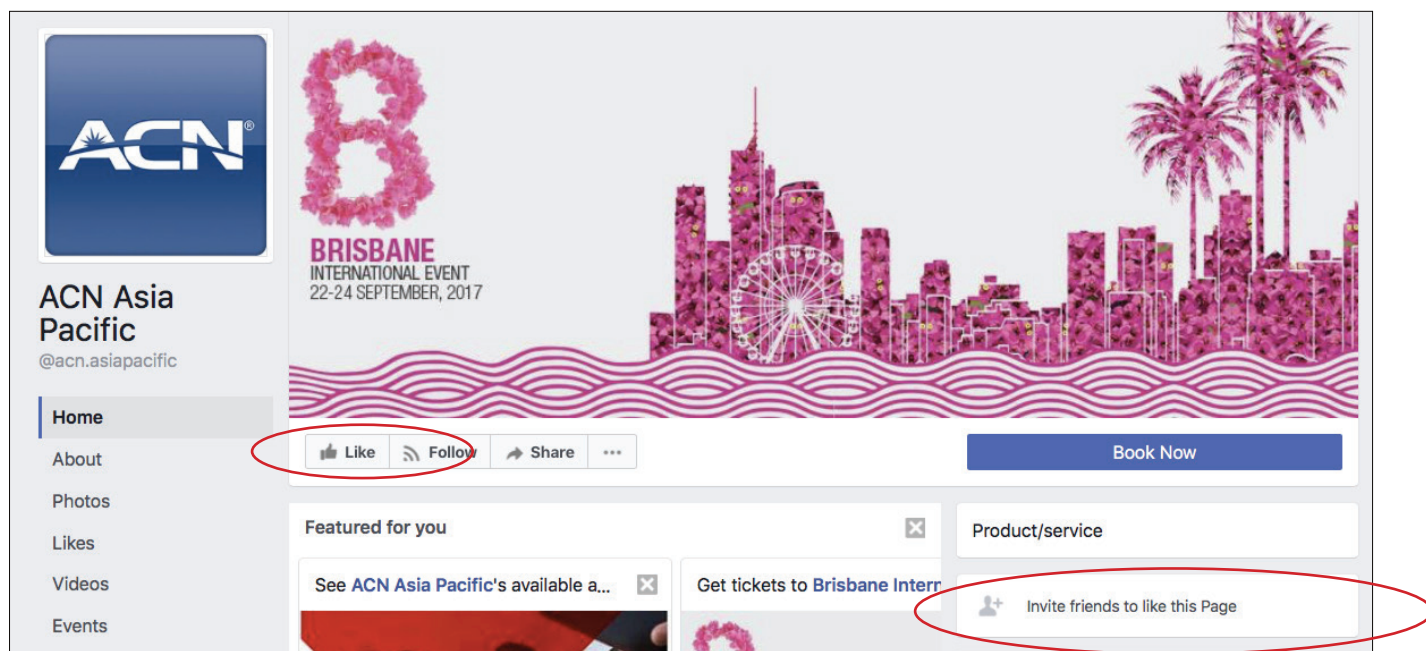 ACN®
ACN Asia
Pacific
@acn.asiapacific
Home
About
Photos
Likes
Videos
Events
B
BRISBANE
INTERNATIONAL EVENT
22-24 SEPTEMBER, 2017
Like Follow Share ...
Book Now
Featured for you
See ACN Asia Pacific's available a...
Get tickets to Brisbane Intern
Product/service
Invite friends to like this Page